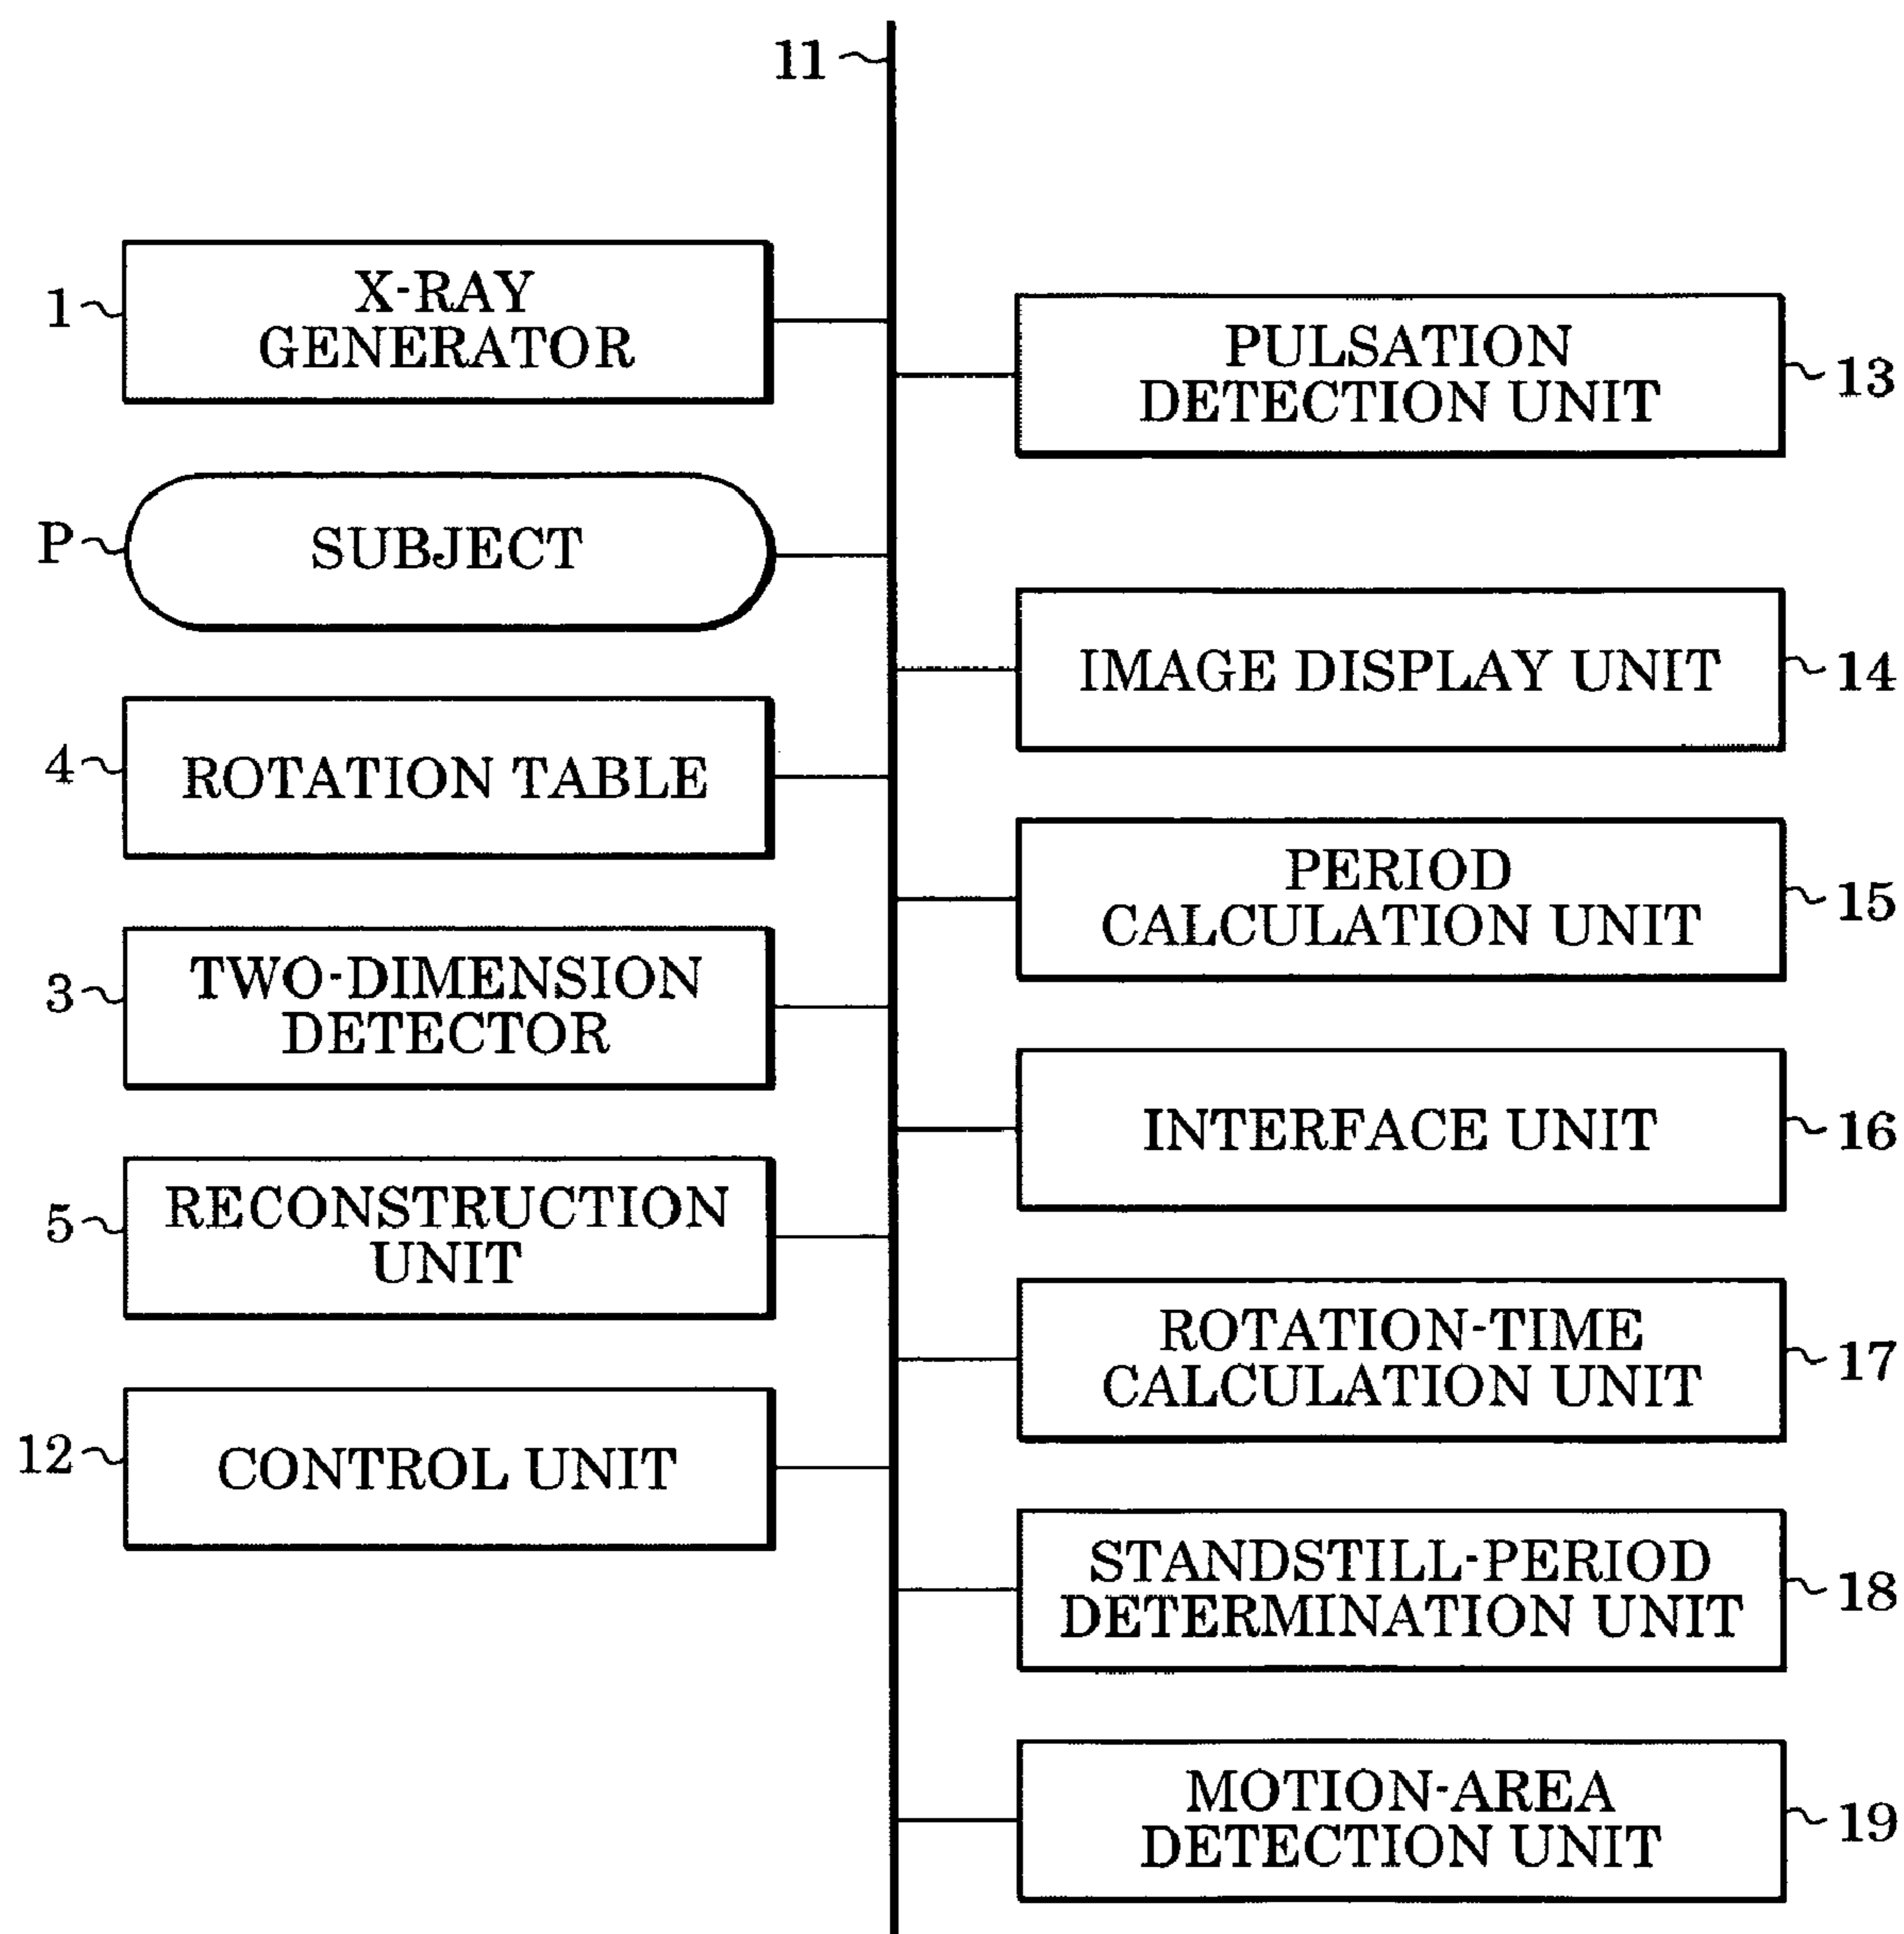 11
1
X-RAY
GENERATOR
P
SUBJECT
4
ROTATION TABLE
3
TWO-DIMENSION
DETECTOR
5
RECONSTRUCTION
UNIT
12
CONTROL UNIT
PULSATION
DETECTION UNIT
13
IMAGE DISPLAY UNIT
14
PERIOD
CALCULATION UNIT
15
INTERFACE UNIT
16
ROTATION-TIME
CALCULATION UNIT
17
STANDSTILL-PERIOD
DETERMINATION UNIT
18
MOTION-AREA
DETECTION UNIT
19